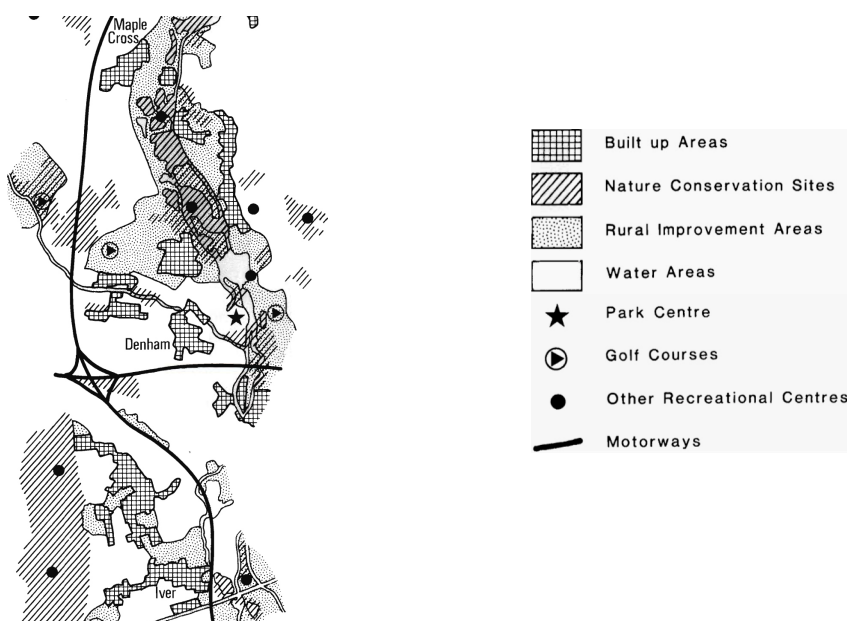 Maple
Cross
Denham
Iver
Built up Areas
Nature Conservation Sites
Rural Improvement Areas
Water Areas
Park Centre
Golf Courses
Other Recreational Centres
Motorways